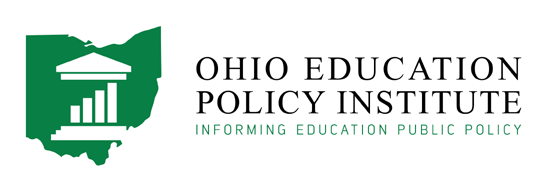 OHIO EDUCATION
POLICY INSTITUTE
INFORMING EDUCATION PUBLIC POLICY